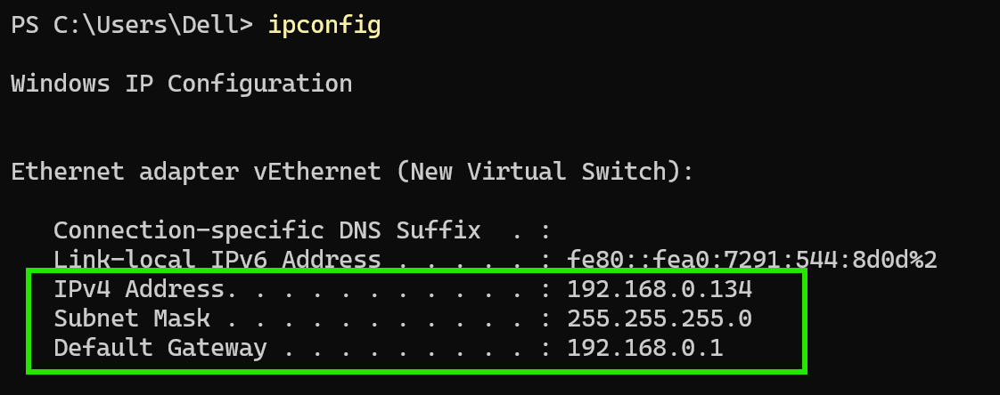 PS C:\Users\Dell> ipconfig
Windows IP Configuration
Ethernet adapter vEthernet (New Virtual Switch):
Connection-specific DNS Suffix  . :
Link-local IPv6 Address . . . . . : fe80::fea0:7291:544:8d0d%2
IPv4 Address. . . . . . . . . . . : 192.168.0.134
Subnet Mask . . . . . . . . . . . : 255.255.255.0
Default Gateway . . . . . . . . . : 192.168.0.1